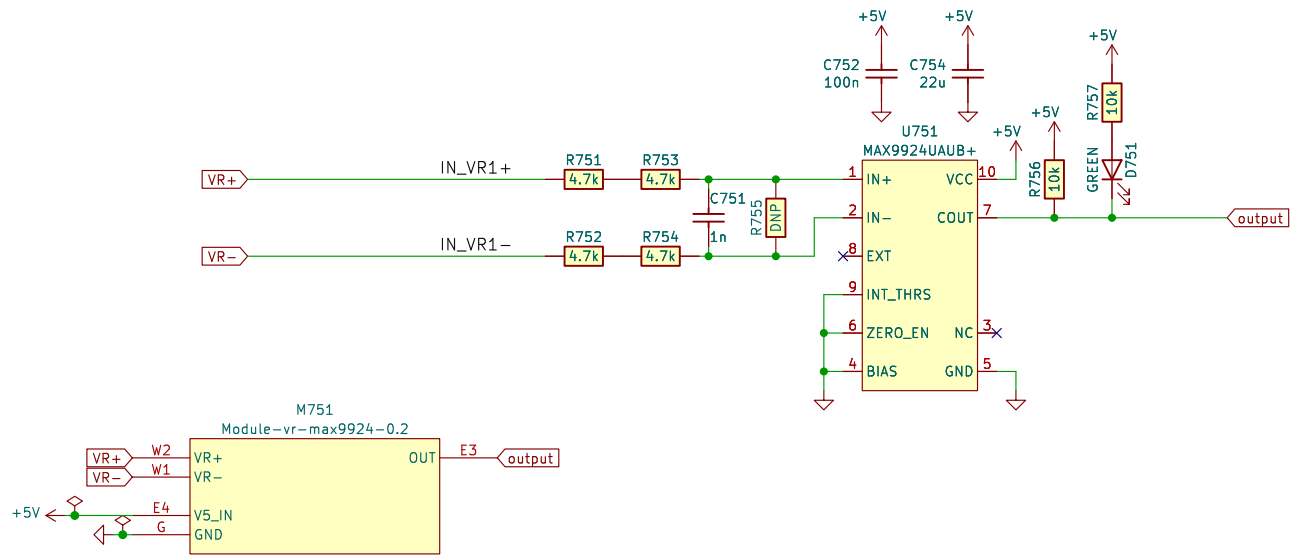 +5V
+5V
+5V
C752
100n
C754
22u
R757
10k
+5V
U751
MAX9924UAUB+
+5V
GREEN
D751
R756
10k
VR+
IN_VR1+
R751
4.7k
R753
4.7k
C751
1n
R755
DNP
1
IN+
VCC
10
2
IN-
COUT
7
output
VR-
IN_VR1-
R752
4.7k
R754
4.7k
8
EXT
9
INT_THRS
6
ZERO_EN
NC
3
4
BIAS
GND
5
M751
Module-vr-max9924-0.2
VR+
W2
VR+
OUT
E3
output
VR-
W1
VR-
+5V
E4
V5_IN
G
GND